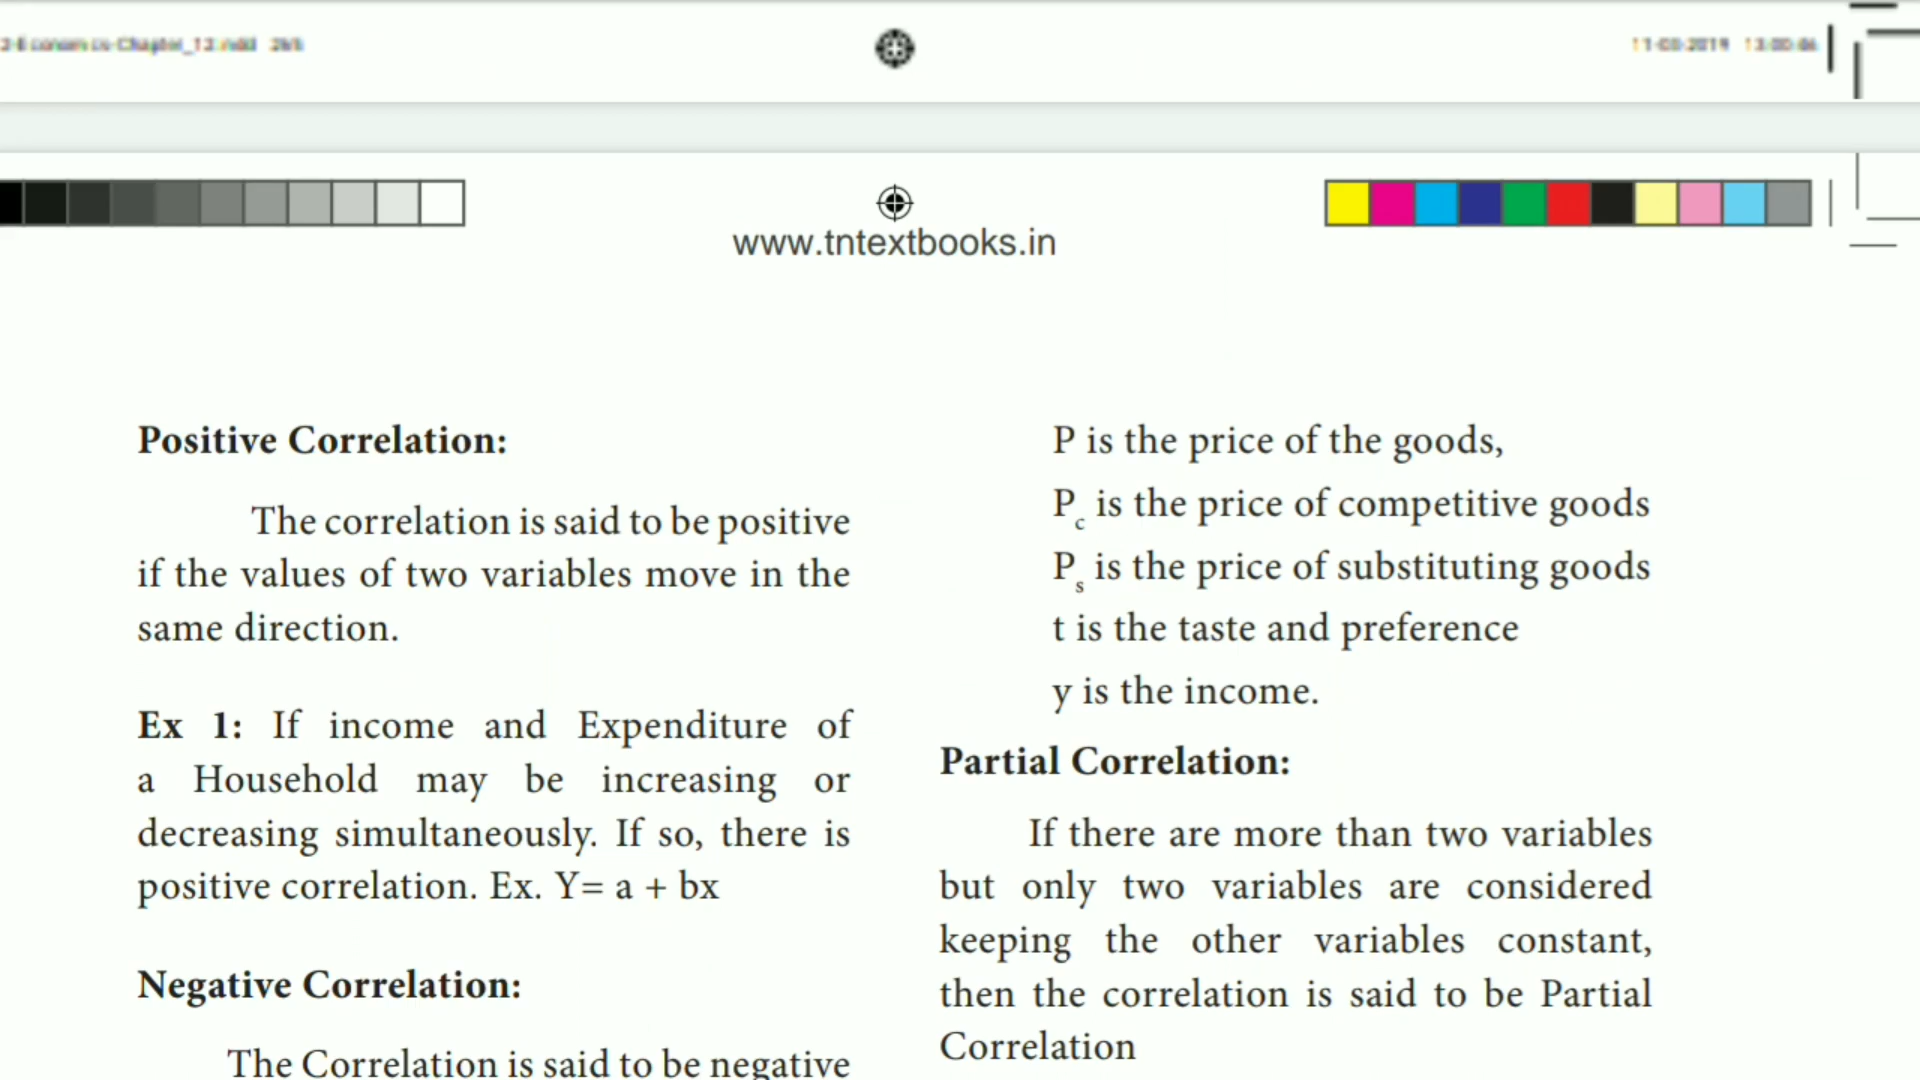 www.tntextbooks.in
Positive Correlation:
The correlation is said to be positive
if the values of two variables move in the
same direction.
Ex 1: If income and Expenditure of
a Household may be increasing or
decreasing simultaneously. If so, there is
positive correlation. Ex. Y= a + bx
Negative Correlation:
The Correlation is said to be negative
P is the price of the goods,
Pc is the price of competitive goods
Ps is the price of substituting goods
t is the taste and preference
y is the income.
Partial Correlation:
If there are more than two variables
but only two variables are considered
keeping the other variables constant,
then the correlation is said to be Partial
Correlation